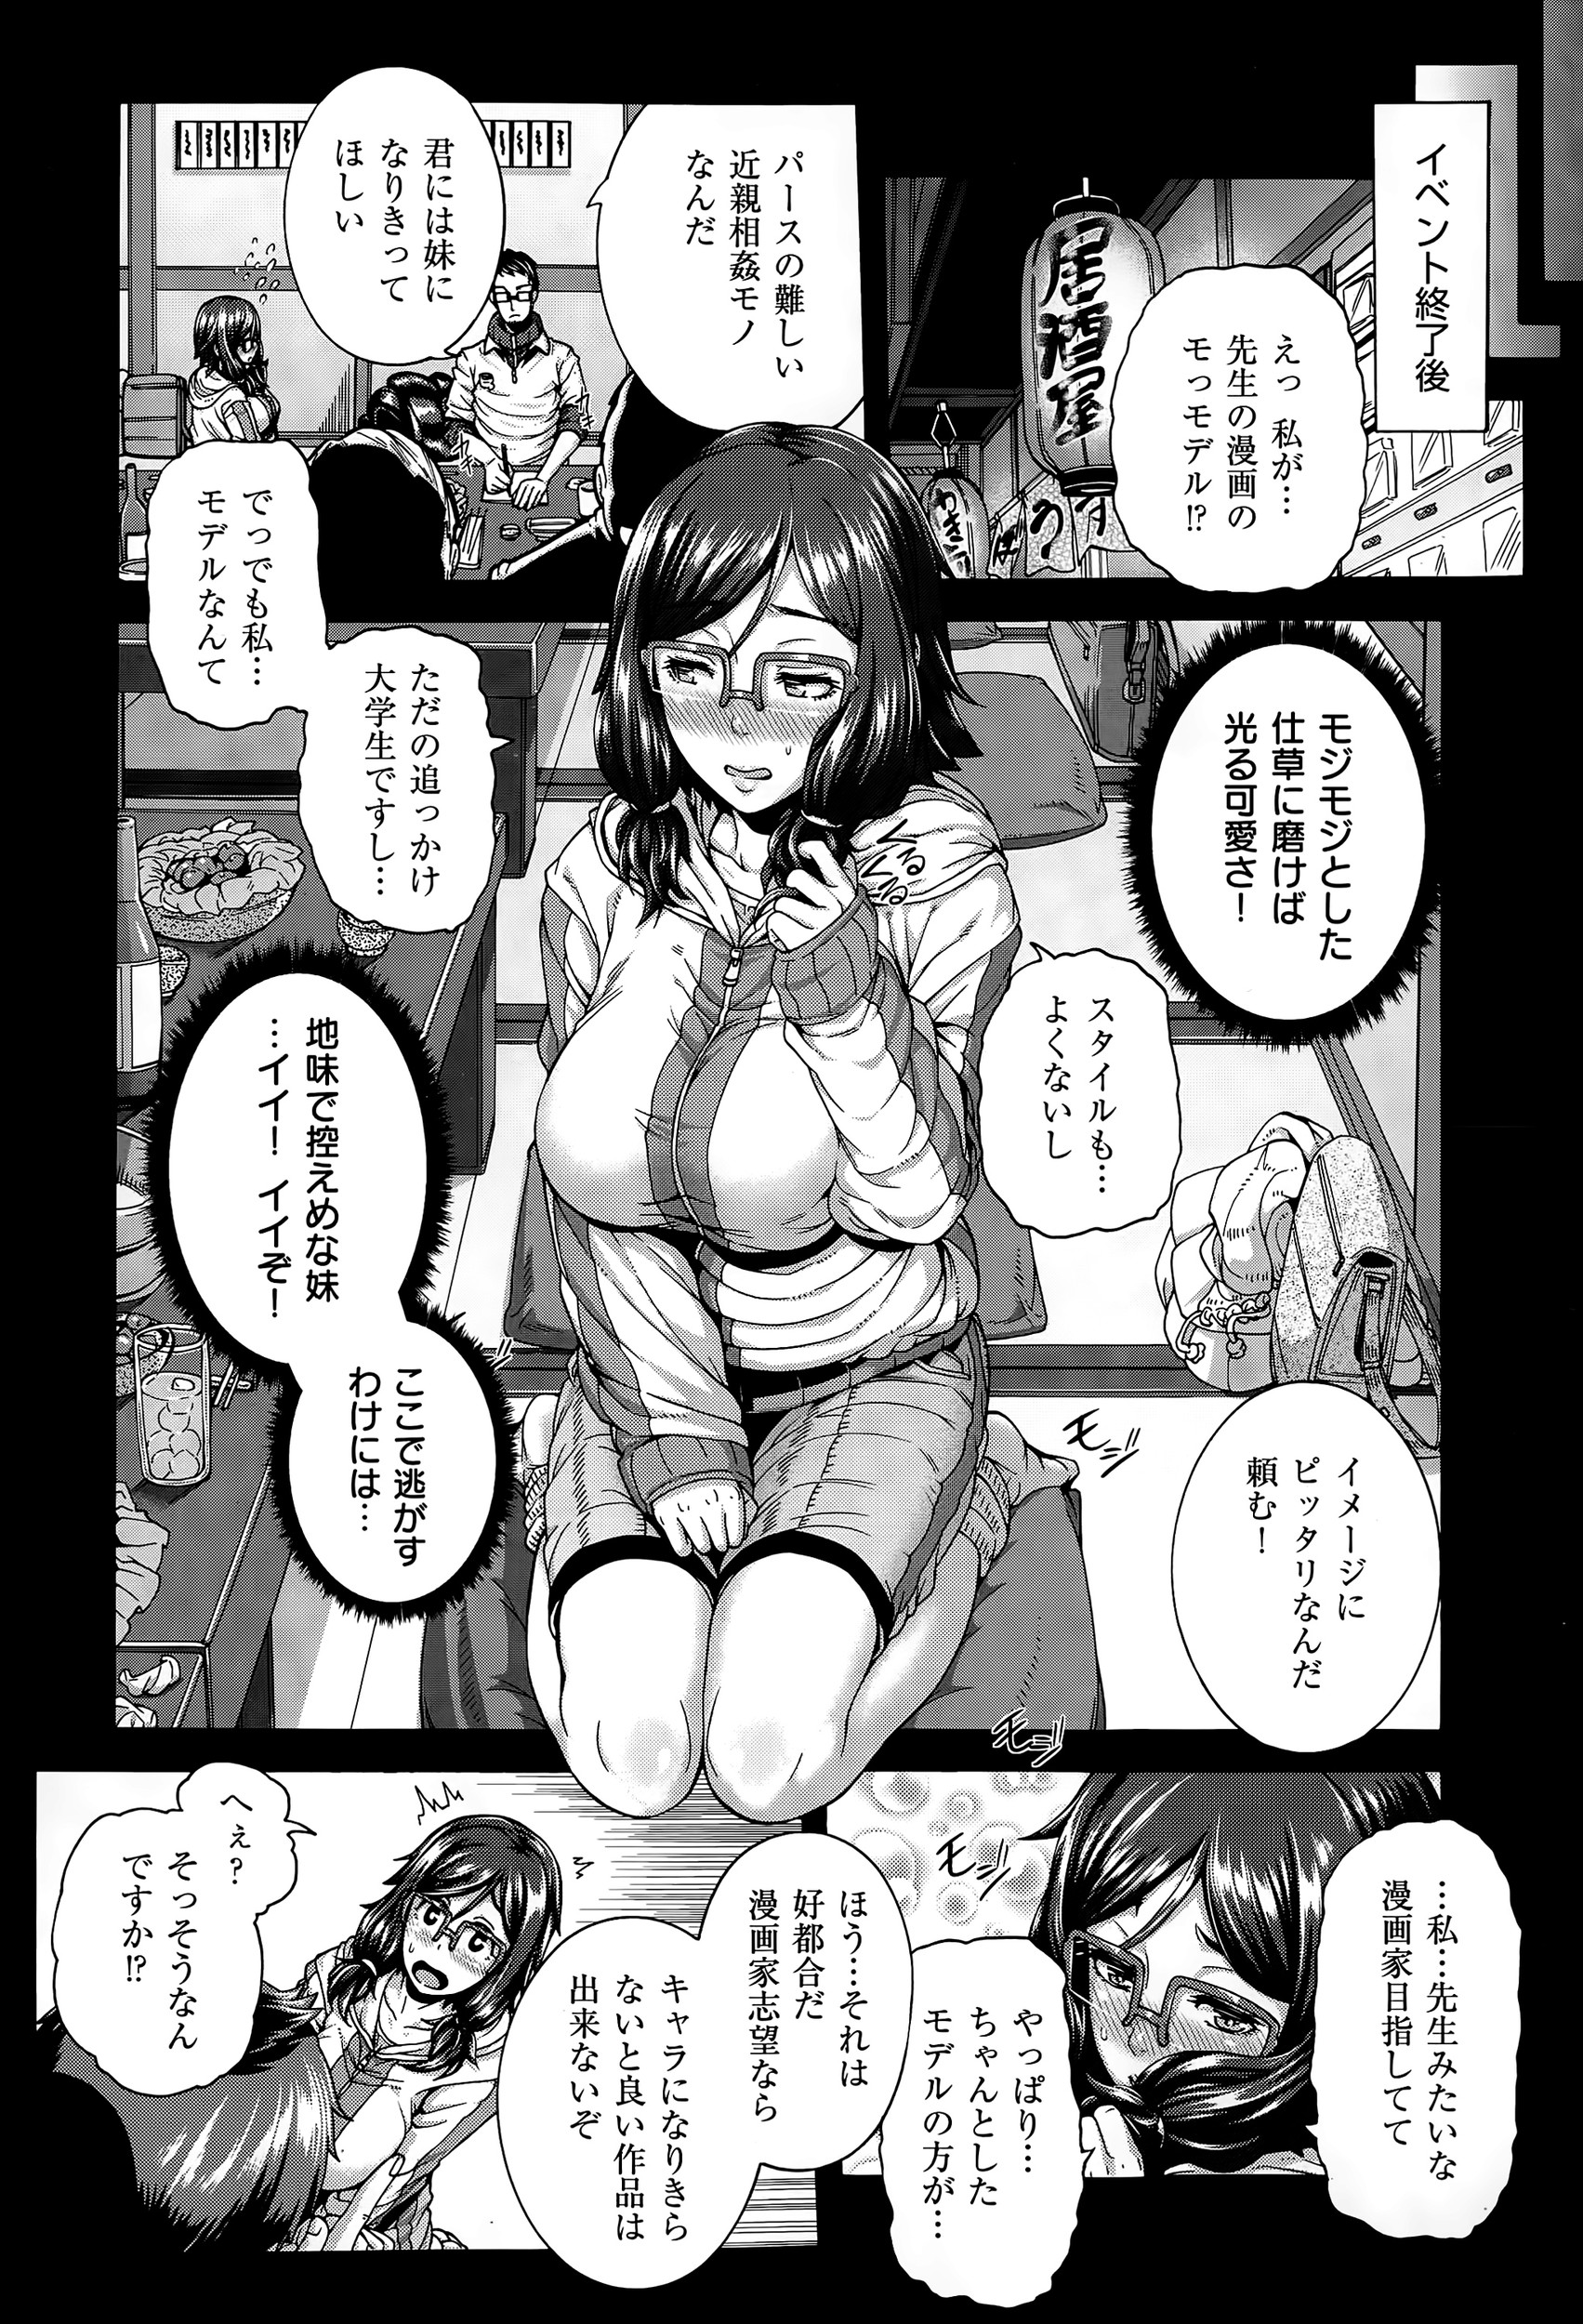 イベント終了後
えっ 私が…
先生の漫画の
モっモデル!?
居酒屋
やき
パースの難しい
近親相姦モノ
なんだ
君には妹に
なりきって
ほしい
でっでも私…
モデルなんて
ただの追っかけ
大学生ですし…
モジモジとした
仕草に磨けば
光る可愛さ!
くる
くる
スタイルも…
よくないし
地味で控えめな妹
…イイ! イイぞ!
ここで逃がす
わけには…
イメージに
ピッタリなんだ
頼む!
モジ
モジ
…私…先生みたいな
漫画家目指してて
モジ
やっぱり…
ちゃんとした
モデルの方が…
ほう…それは
好都合だ
漫画家志望なら
キャラになりきら
ないと良い作品は
出来ないぞ
へぇ?
そっそうなん
ですか!?